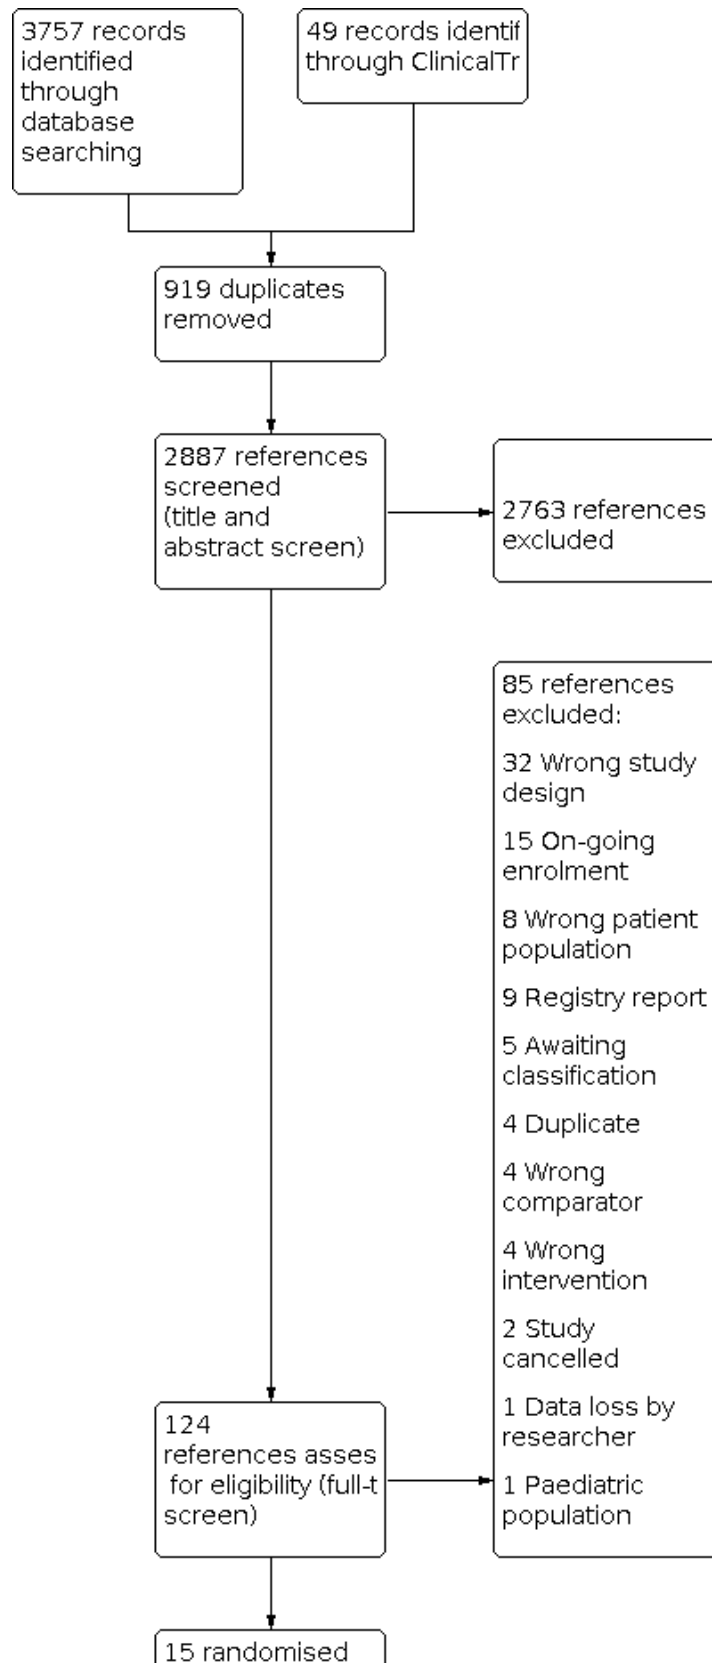 3757 records
identified
through
database
searching
49 records identif
through ClinicalTr
919 duplicates
removed
2887 references
screened
(title and
abstract screen)
2763 references
excluded
85 references
excluded:
32 Wrong study
design
15 On-going
enrolment
8 Wrong patient
population
9 Registry report
5 Awaiting
classification
4 Duplicate
4 Wrong
comparator
4 Wrong
intervention
2 Study
cancelled
1 Data loss by
researcher
1 Paediatric
population
124
references asses
for eligibility (full-t
screen)
15 randomised